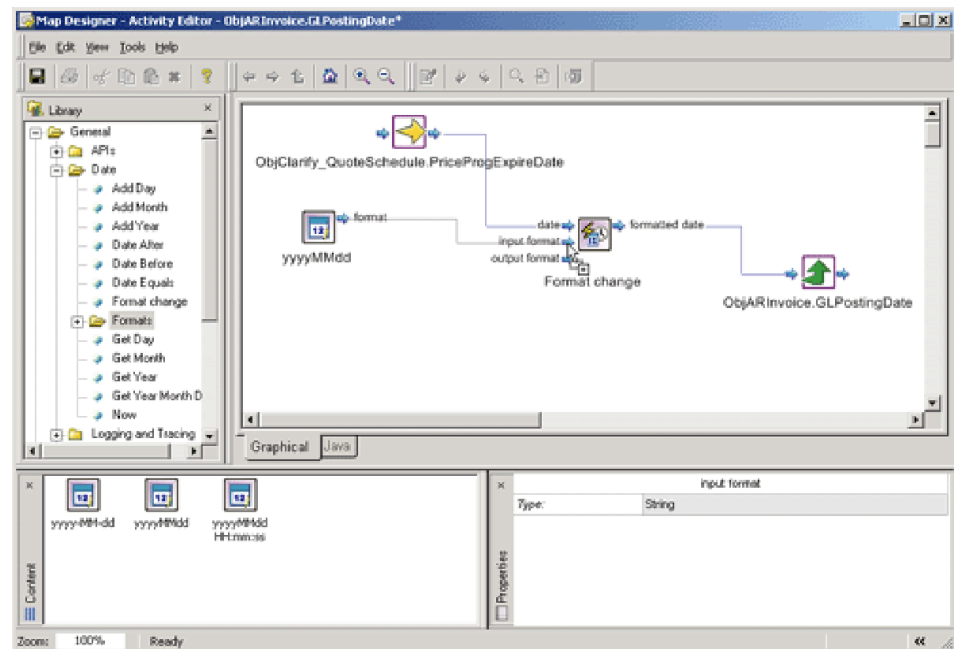 Map Designer - Activity Editor - ObjARInvoice.GLPostingDate*
File Edit View Tools Help
Library
General
APIs
Date
Add Day
Add Month
Add Year
Date After
Date Before
Date Equals
Format change
Formats
Get Day
Get Month
Get Year
Get Year Month D
Now
Logging and Tracing
ObjClarify_QuoteSchedule.PriceProgExpireDate
format
yyyyMMdd
date
input format
output format
formatted date
Format change
ObjARInvoice.GLPostingDate
Graphical Java
Content
yyyy-MM-dd
yyyyMMdd
yyyyMMdd
HH:mm:ss
Properties
input format
Type: String
Zoom: 100% Ready